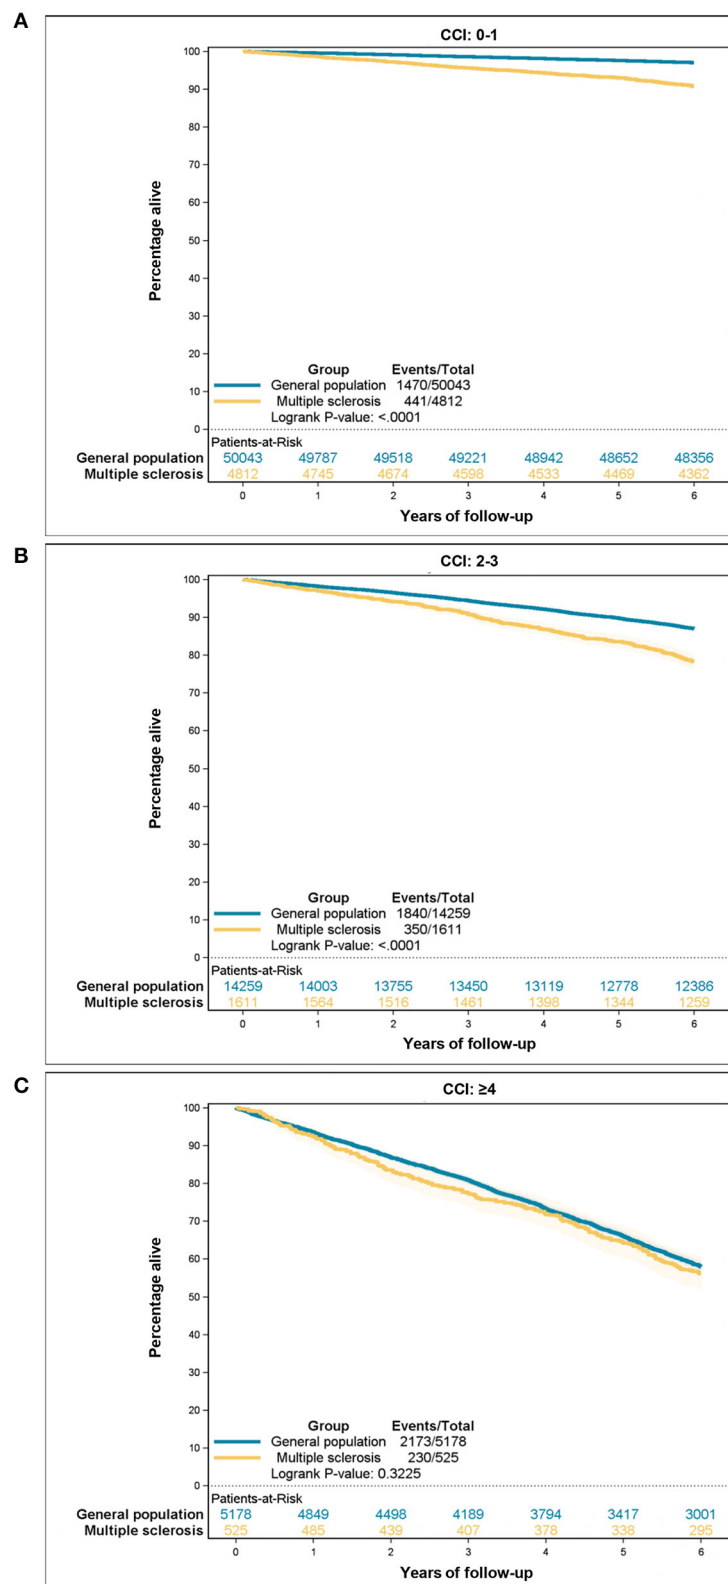 A
CCI: 0-1
100
90
80
70
60
50
40
30
20
10
0
Percentage alive
Group Events/Total
General population 1470/50043
Multiple sclerosis 441/4812
Logrank P-value: <.0001
Patients-at-Risk
General population 50043 49787 49518 49221 48942 48652 48356
Multiple sclerosis 4812 4745 4674 4598 4533 4469 4362
0 1 2 3 4 5 6
Years of follow-up
B
CCI: 2-3
100
90
80
70
60
50
40
30
20
10
0
Percentage alive
Group Events/Total
General population 1840/14259
Multiple sclerosis 350/1611
Logrank P-value: <.0001
Patients-at-Risk
General population 14259 14003 13755 13450 13119 12778 12386
Multiple sclerosis 1611 1564 1516 1461 1398 1344 1259
0 1 2 3 4 5 6
Years of follow-up
C
CCI: ≥4
100
90
80
70
60
50
40
30
20
10
0
Percentage alive
Group Events/Total
General population 2173/5178
Multiple sclerosis 230/525
Logrank P-value: 0.3225
Patients-at-Risk
General population 5178 4849 4498 4189 3794 3417 3001
Multiple sclerosis 525 485 439 407 378 338 295
0 1 2 3 4 5 6
Years of follow-up